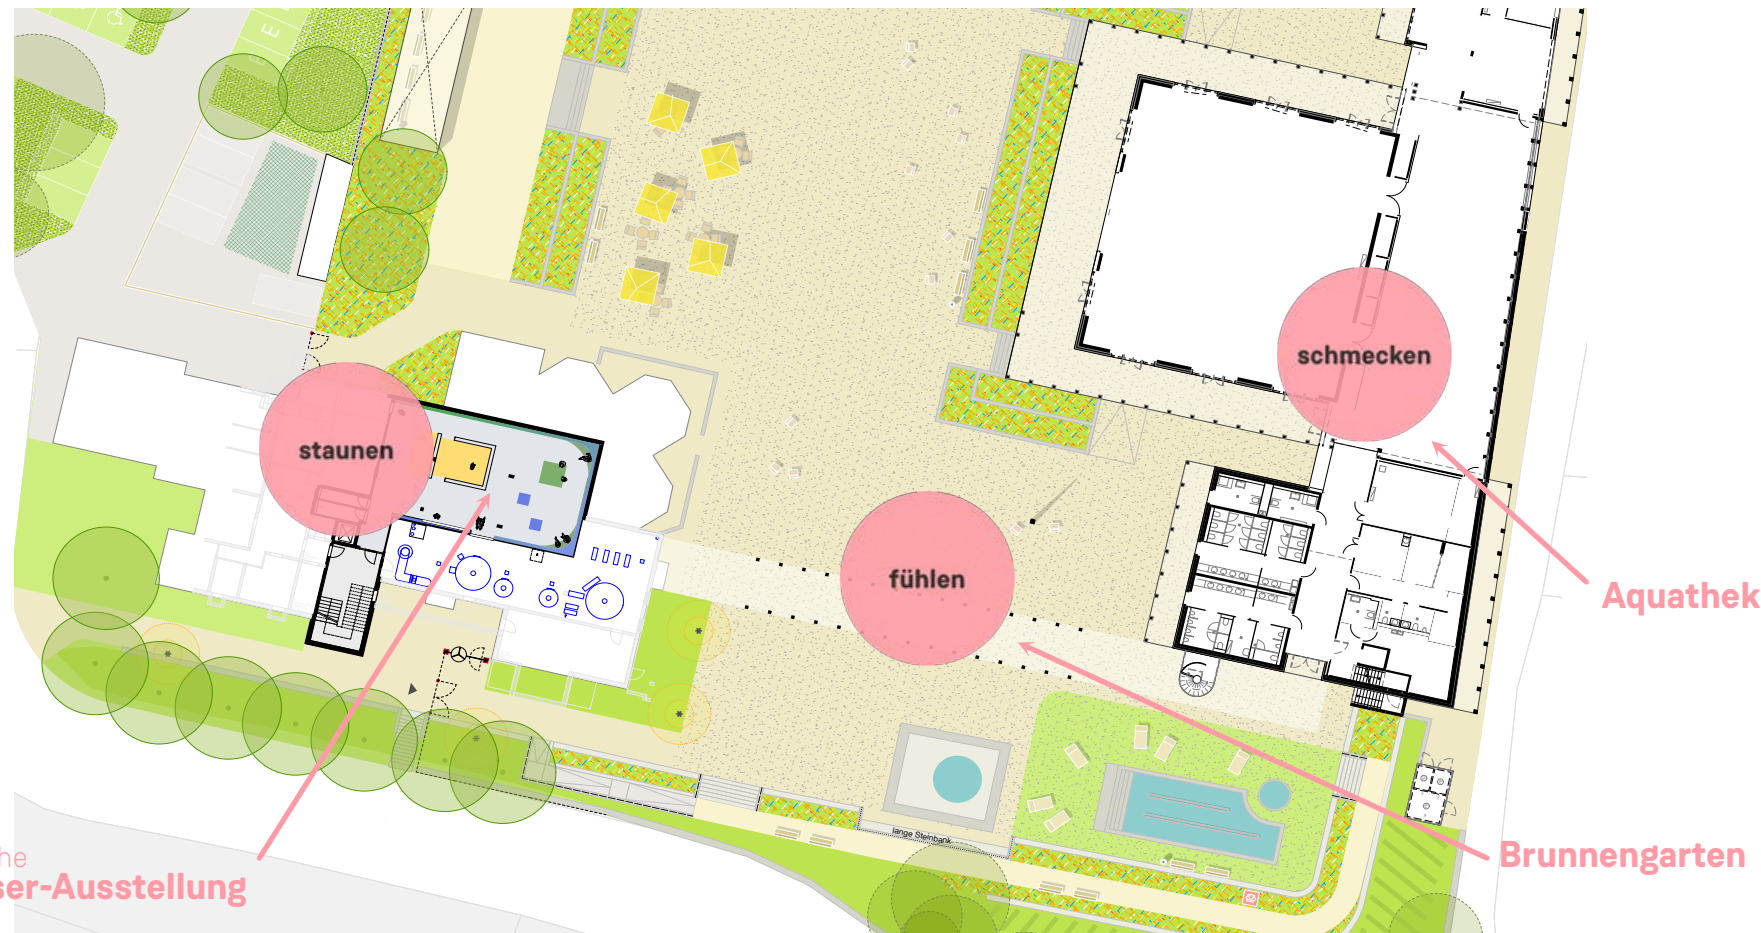 E
schmecken
staunen
fühlen
Aquathek
lange Steinbank
Brunnengarten
he
ser-Ausstellung